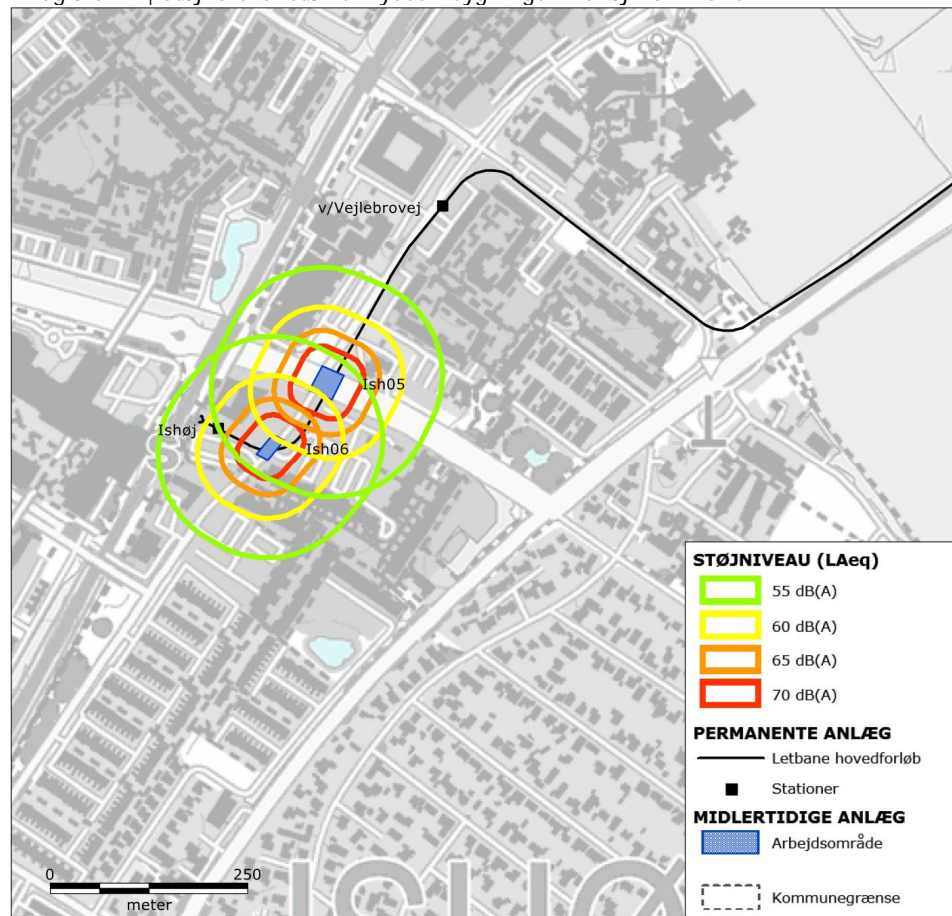 v/Vejlebrovej
Ish05
Ishøj
Ish06
STØJNIVEAU (LAeq)
55 dB(A)
60 dB(A)
65 dB(A)
70 dB(A)
PERMANENTE ANLÆG
Letbane hovedforløb
Stationer
MIDLERTIDIGE ANLÆG
Arbejdsområde
Kommunegrænse
0 250
meter